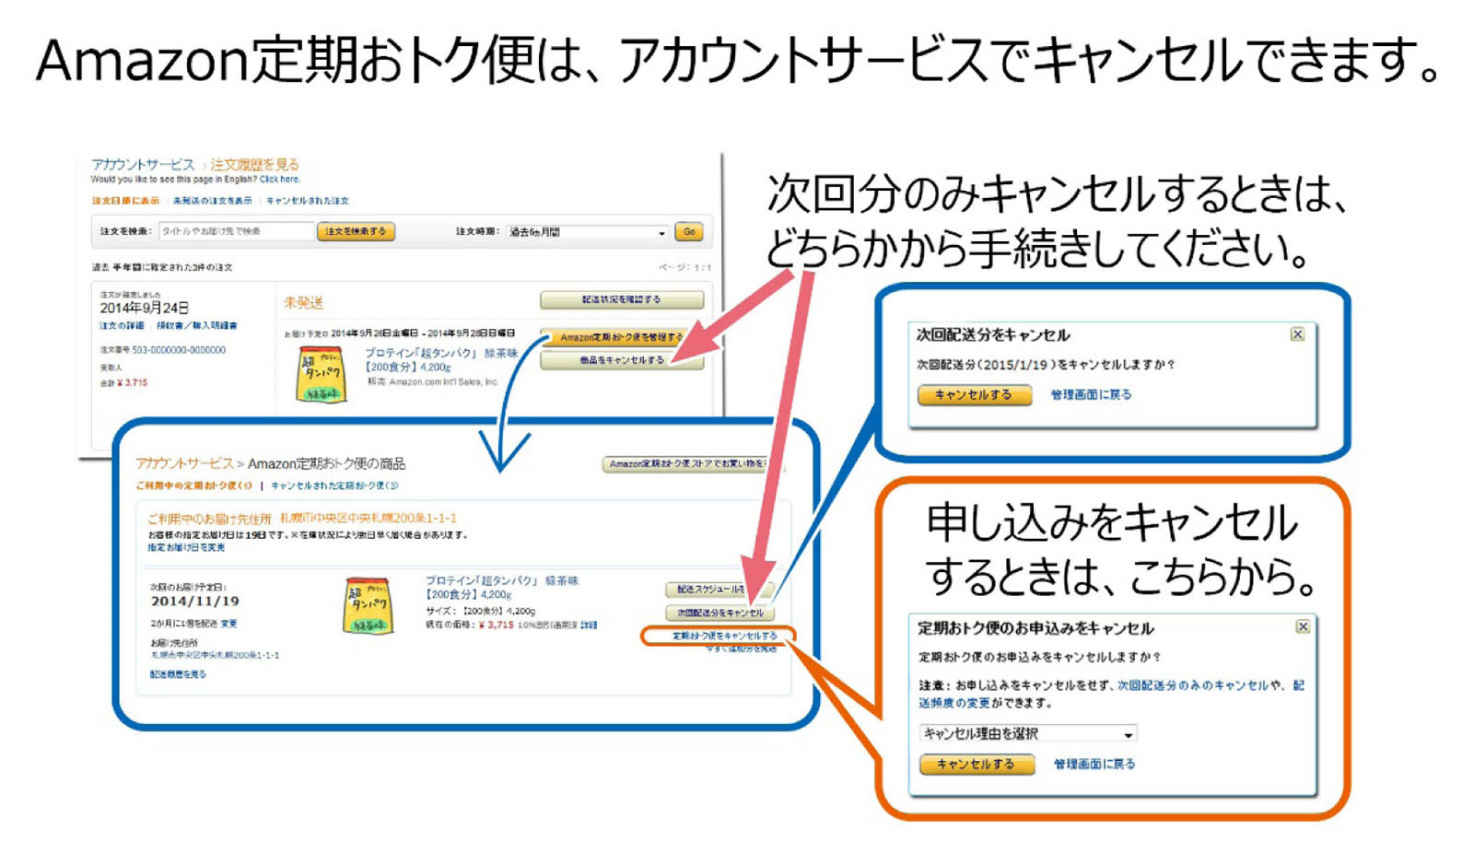 Amazon定期おトク便は、アカウントサービスでキャンセルできます。
アカウントサービス › 注文履歴を見る
Would you like to see this page in English? Click here.
注文日順に表示 | 未発送の注文を表示 | キャンセルされた注文
注文を検索: タイトルやお届け先で検索 注文を検索する 注文時期: 過去6ヵ月間 Go
過去 半年間に確定された2件の注文 ページ: 1 / 1
注文が確定しました
2014年9月24日
注文の詳細 | 領収書/購入明細書
注文番号 503-0000000-0000000
受取人
合計 ¥ 3,715
未発送
お届け予定日 2014年9月26日金曜日 - 2014年9月28日日曜日
超
タンパク
緑茶味
プロテイン「超タンパク」 緑茶味
【200食分】 4,200g
販売: Amazon.com Int'l Sales, Inc.
配送状況を確認する
Amazon定期おトク便を管理する
商品をキャンセルする
次回分のみキャンセルするときは、
どちらかから手続きしてください。
次回配送分をキャンセル
次回配送分(2015/1/19 )をキャンセルしますか?
キャンセルする 管理画面に戻る
アカウントサービス > Amazon定期おトク便の商品
Amazon定期おトク便ストアでお買い物を
ご利用中の定期おトク便(1) | キャンセルされた定期おトク便(3)
ご利用中のお届け先住所 札幌市中央区中央札幌200条1-1-1
お客様の指定お届け日は19日です。※在庫状況により数日早く届く場合があります。
指定お届け日を変更
次回のお届け予定日:
2014/11/19
2か月に1個を配送 変更
お届け先住所
札幌市中央区中央札幌200条1-1-1
配送履歴を見る
超
タンパク
緑茶味
プロテイン「超タンパク」 緑茶味
【200食分】 4,200g
サイズ: 【200食分】 4,200g
現在の価格: ¥ 3,715 10%割引適用済 詳細
配送スケジュールを
次回配送分をキャンセル
定期おトク便をキャンセルする
今すぐ追加分を発送
申し込みをキャンセル
するときは、こちらから。
定期おトク便のお申込みをキャンセル
定期おトク便のお申込みをキャンセルしますか?
注意: お申し込みをキャンセルをせず、次回配送分のみのキャンセルや、配
送頻度の変更ができます。
キャンセル理由を選択
キャンセルする 管理画面に戻る